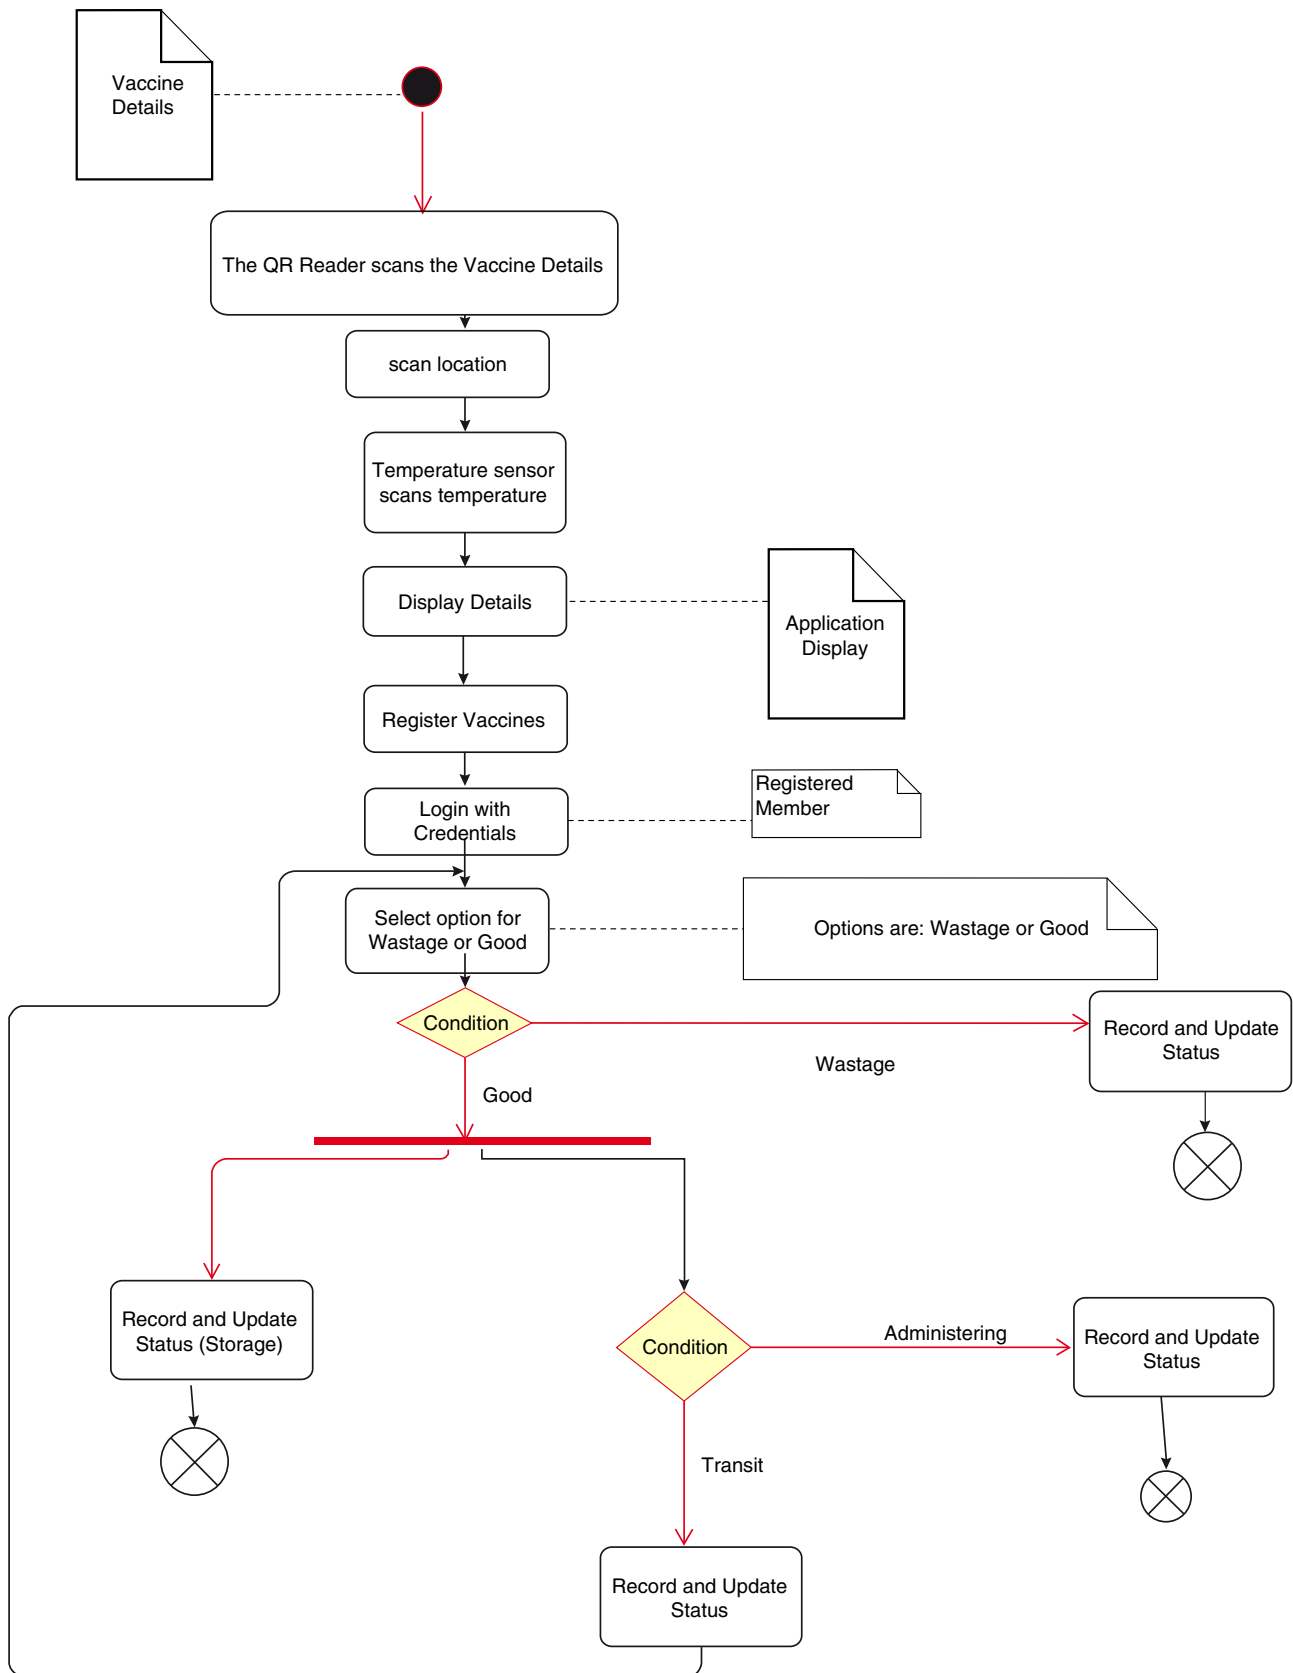 Vaccine
Details
The QR Reader scans the Vaccine Details
scan location
Temperature sensor
scans temperature
Display Details
Application
Display
Register Vaccines
Login with
Credentials
Registered
Member
Select option for
Wastage or Good
Options are: Wastage or Good
Condition
Wastage
Record and Update
Status
Good
Record and Update
Status (Storage)
Condition
Administering
Record and Update
Status
Transit
Record and Update
Status